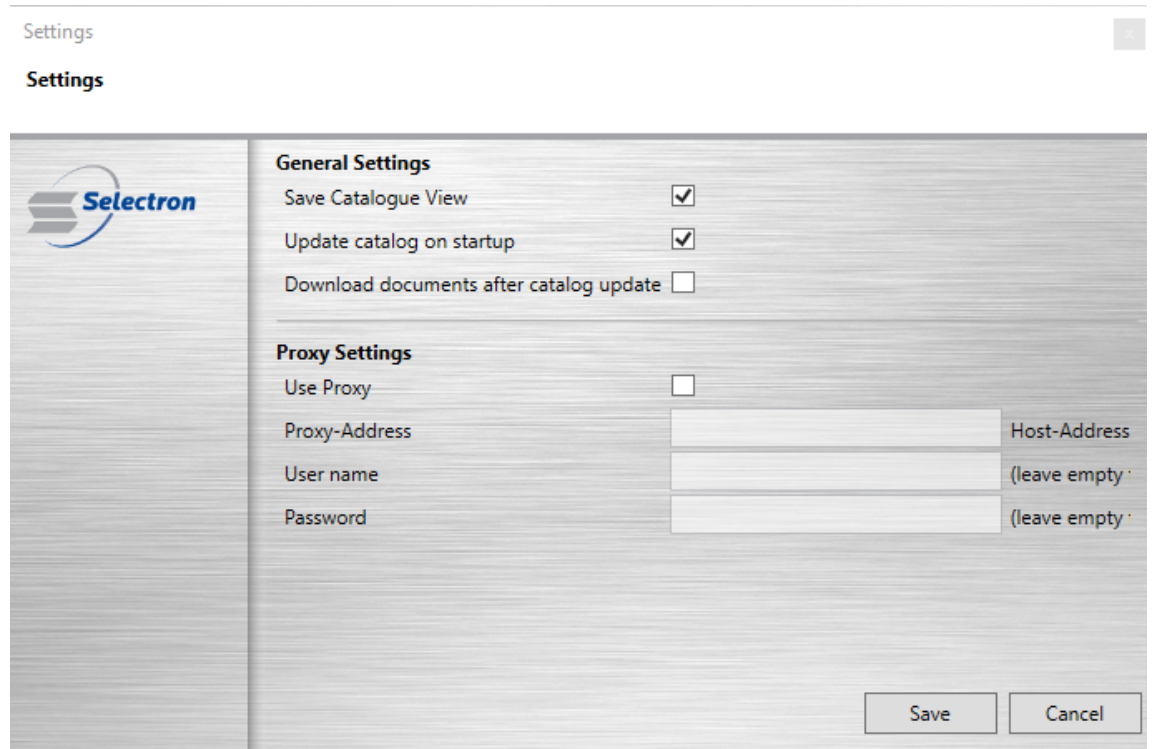 Settings
x
Settings
Selectron
General Settings
Save Catalogue View
Update catalog on startup
Download documents after catalog update
Proxy Settings
Use Proxy
Proxy-Address Host-Address
User name (leave empty
Password (leave empty
Save Cancel